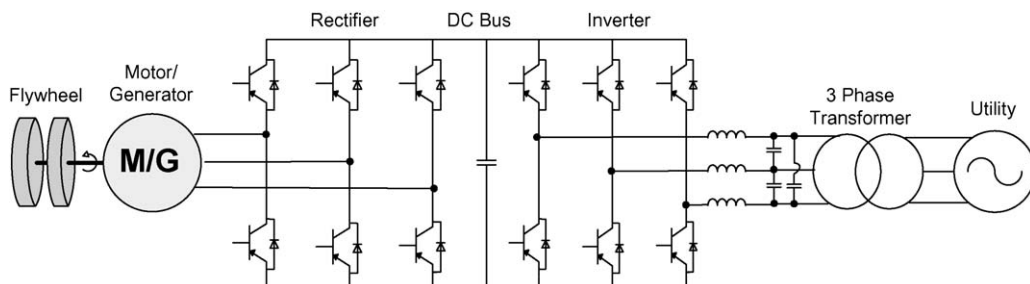 Rectifier
DC Bus
Inverter
Motor/
Generator
Flywheel
M/G
3 Phase
Transformer
Utility